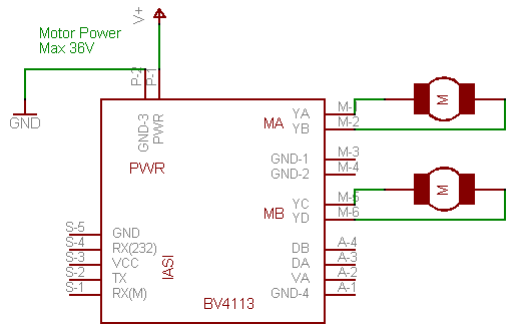 V+
Motor Power
Max 36V
P-2
P-1
GND
GND-3
PWR
PWR
MA
YA
M-1
YB
M-2
M
GND-1
M-3
GND-2
M-4
MB
YC
M-5
YD
M-6
M
S-5
GND
S-4
RX(232)
S-3
VCC
S-2
TX
S-1
RX(M)
IASI
DB
A-4
DA
A-3
VA
A-2
GND-4
A-1
BV4113